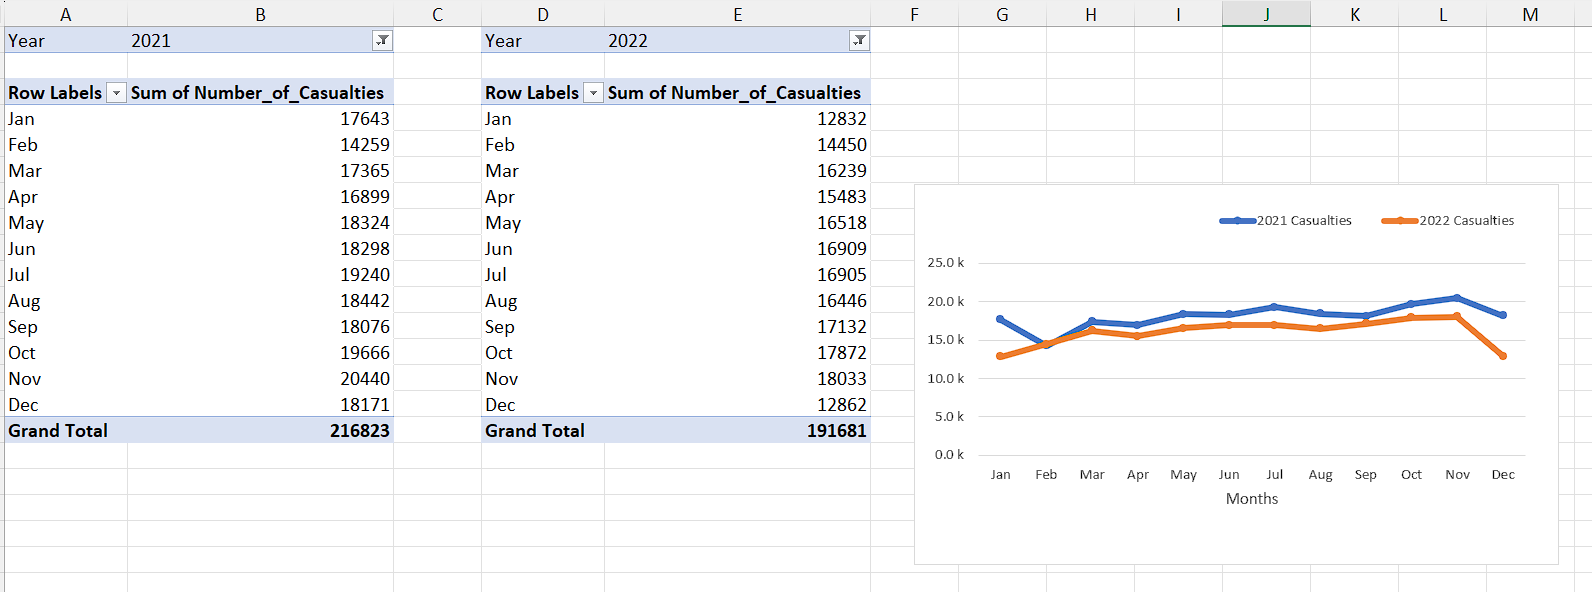 A B C D E F G H I J K L M
Year 2021 Year 2022
Row Labels Sum of Number_of_Casualties Row Labels Sum of Number_of_Casualties
Jan 17643 Jan 12832
Feb 14259 Feb 14450
Mar 17365 Mar 16239
Apr 16899 Apr 15483
May 18324 May 16518
Jun 18298 Jun 16909
Jul 19240 Jul 16905
Aug 18442 Aug 16446
Sep 18076 Sep 17132
Oct 19666 Oct 17872
Nov 20440 Nov 18033
Dec 18171 Dec 12862
Grand Total 216823 Grand Total 191681
2021 Casualties 2022 Casualties
25.0 k
20.0 k
15.0 k
10.0 k
5.0 k
0.0 k
Jan Feb Mar Apr May Jun Jul Aug Sep Oct Nov Dec
Months